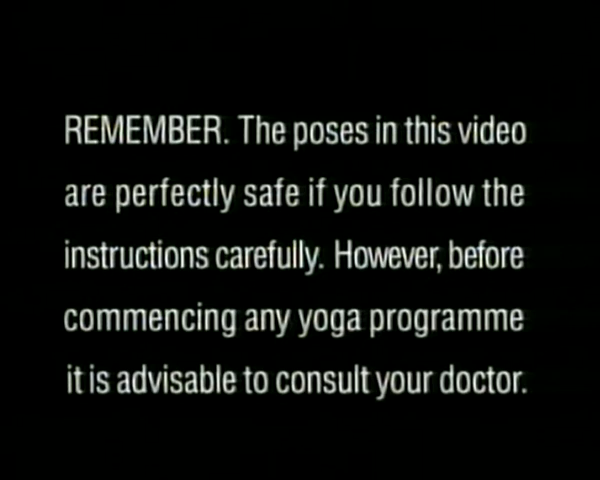 REMEMBER. The poses in this video
are perfectly safe if you follow the
instructions carefully. However, before
commencing any yoga programme
it is advisable to consult your doctor.